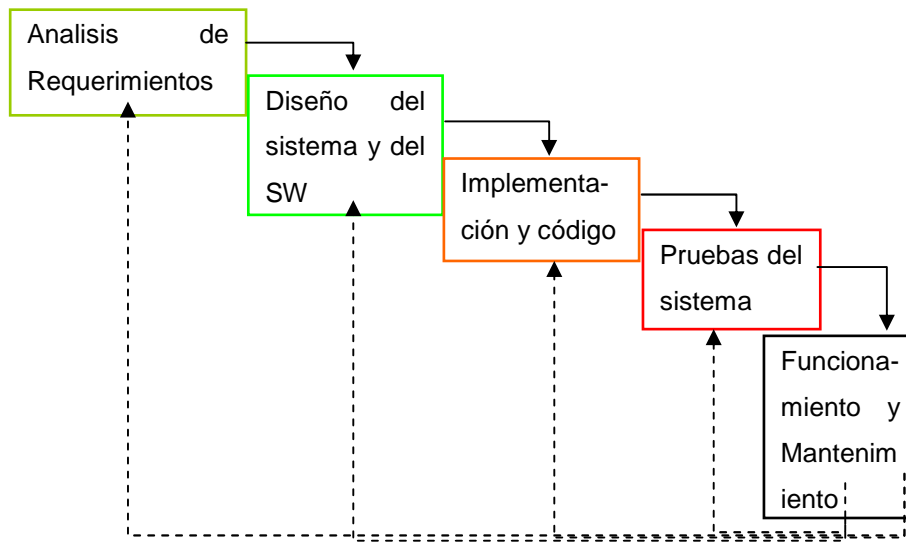 Analisis de
Requerimientos
Diseño del
sistema y del
SW
Implementa-
ción y código
Pruebas del
sistema
Funciona-
miento y
Mantenim
iento